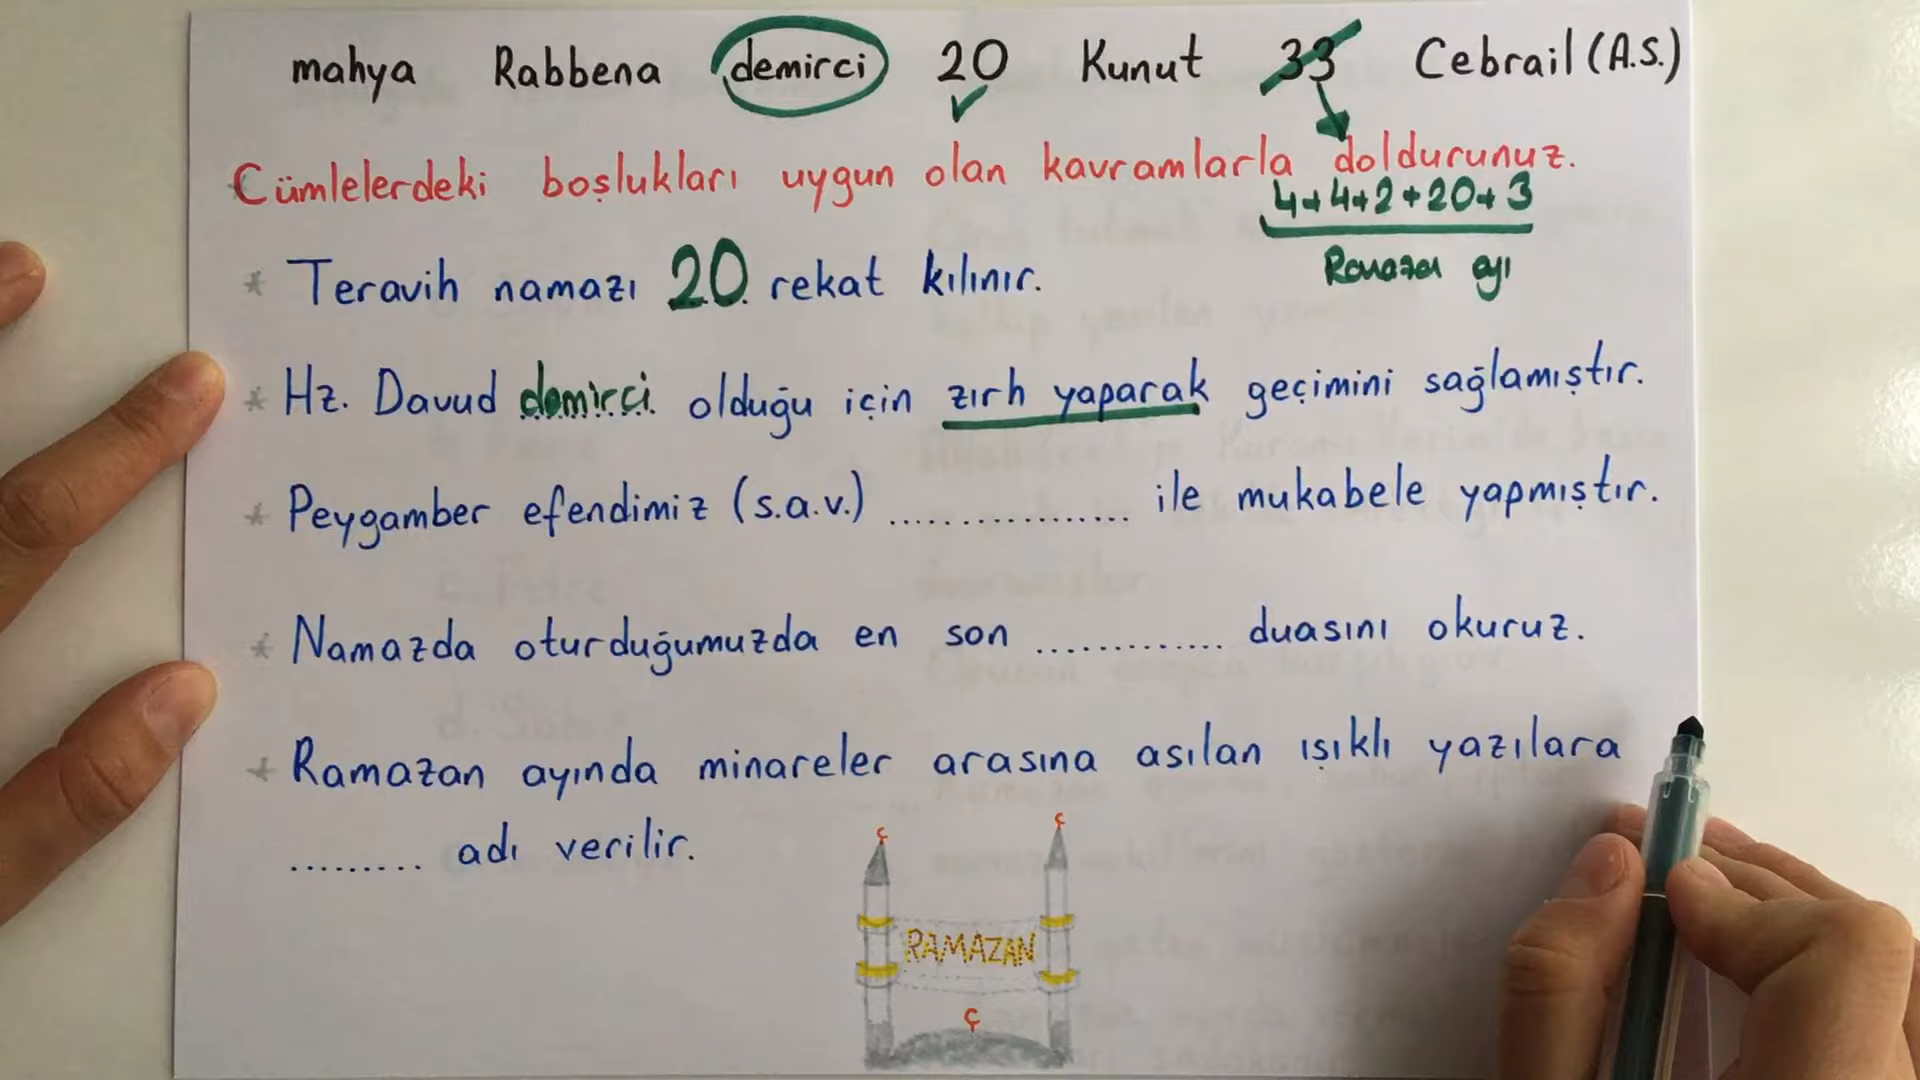 mahya Rabbena demirci 20 Kunut 33 Cebrail (A.S.)
Cümlelerdeki boşlukları uygun olan kavramlarla doldurunuz.
4+4+2+20+3
Ramazan ayı
* Teravih namazı 20 rekat kılınır.
* Hz. Davud demirci olduğu için zırh yaparak geçimini sağlamıştır.
* Peygamber efendimiz (s.a.v.) ................. ile mukabele yapmıştır.
* Namazda oturduğumuzda en son ............. duasını okuruz.
* Ramazan ayında minareler arasına asılan ışıklı yazılara
......... adı verilir.
RAMAZAN